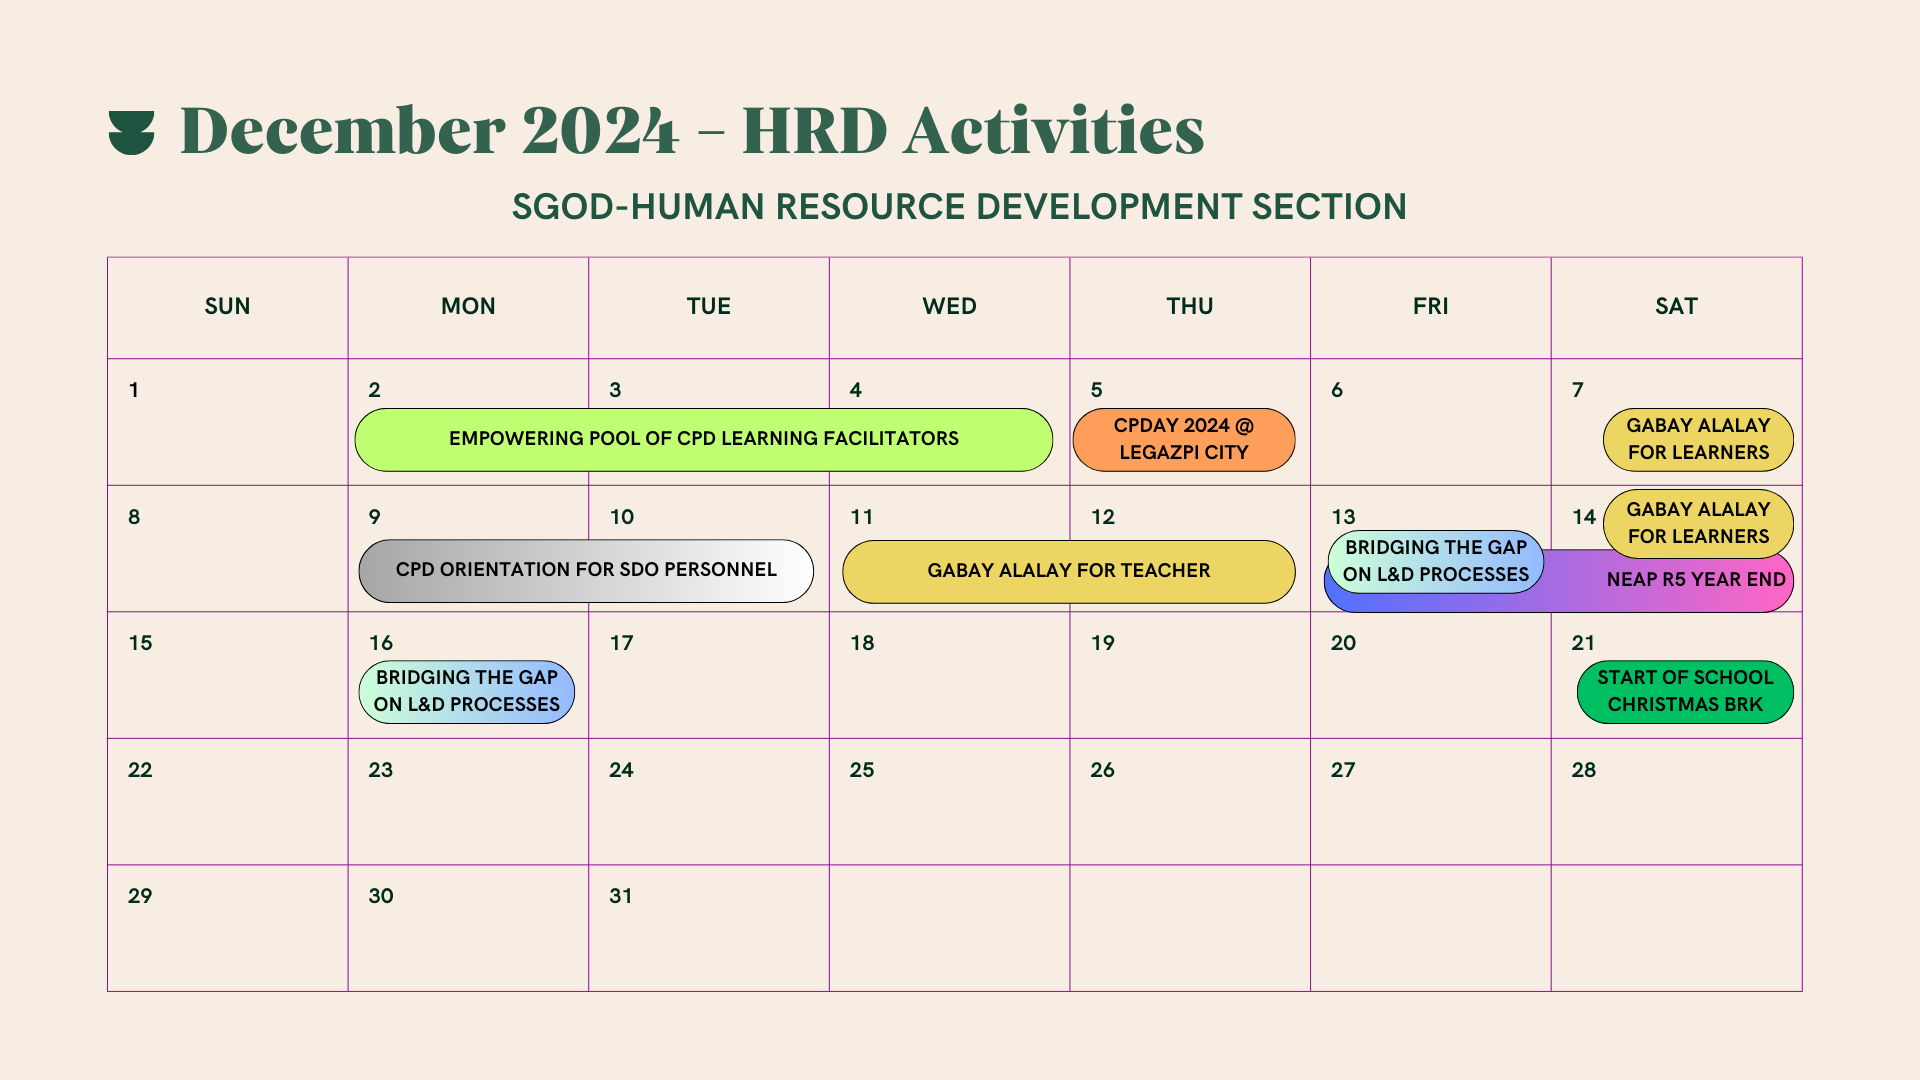 December 2024 – HRD Activities
SGOD-HUMAN RESOURCE DEVELOPMENT SECTION
SUN MON TUE WED THU FRI SAT
1 2 3 4 5 6 7
EMPOWERING POOL OF CPD LEARNING FACILITATORS
CPDAY 2024 @
LEGAZPI CITY
GABAY ALALAY
FOR LEARNERS
8 9 10 11 12 13 14
CPD ORIENTATION FOR SDO PERSONNEL
GABAY ALALAY FOR TEACHER
BRIDGING THE GAP
ON L&D PROCESSES
GABAY ALALAY
FOR LEARNERS
NEAP R5 YEAR END
15 16 17 18 19 20 21
BRIDGING THE GAP
ON L&D PROCESSES
START OF SCHOOL
CHRISTMAS BRK
22 23 24 25 26 27 28
29 30 31